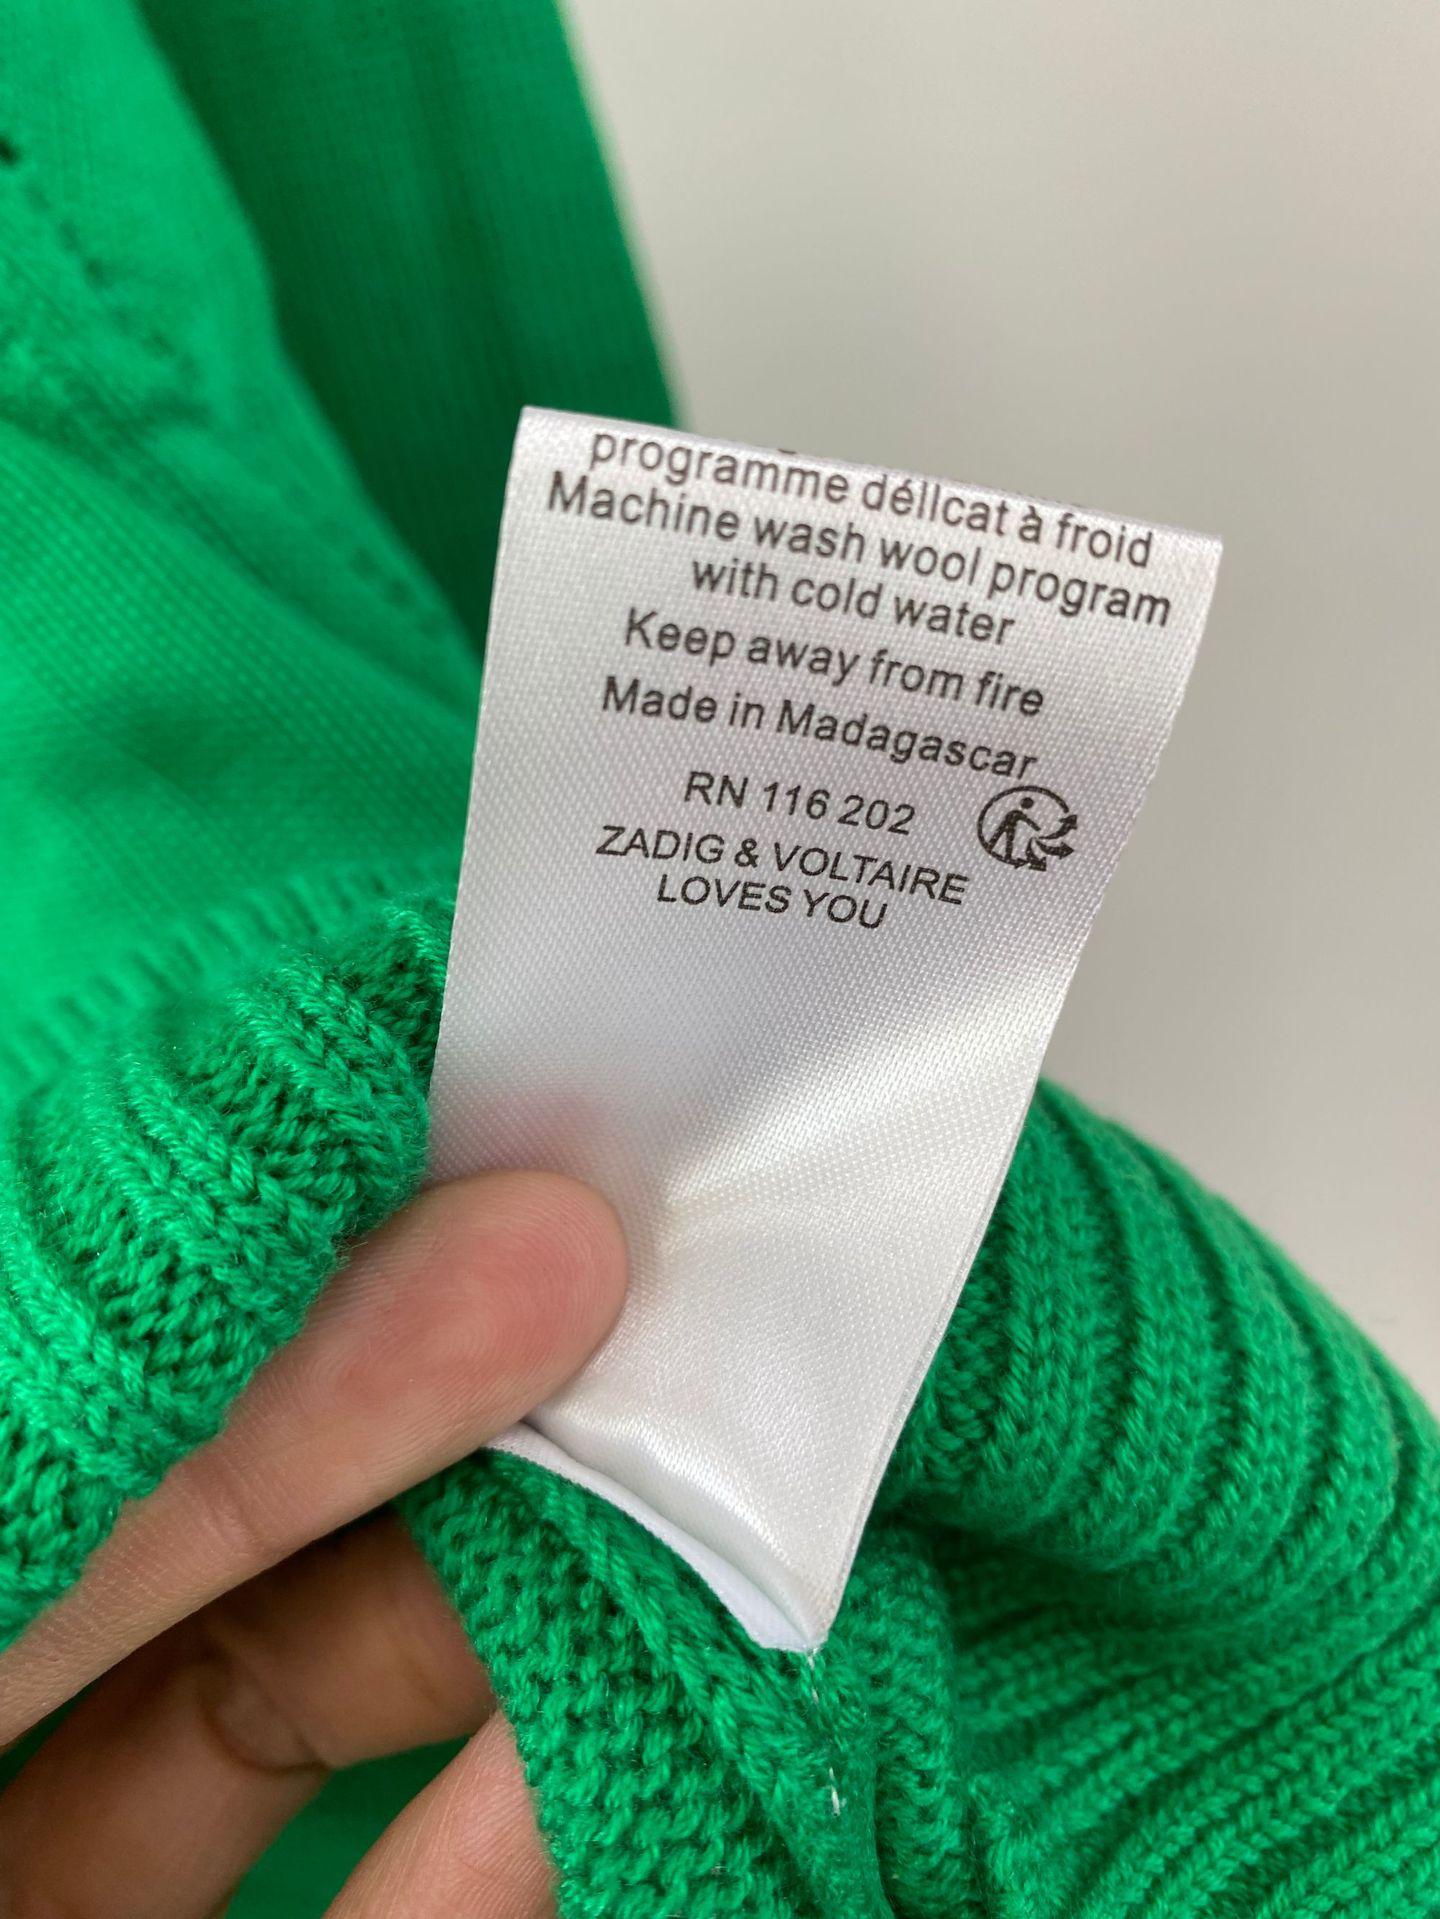 programme délicat à froid
Machine wash wool program
with cold water
Keep away from fire
Made in Madagascar
RN 116 202
ZADIG & VOLTAIRE
LOVES YOU